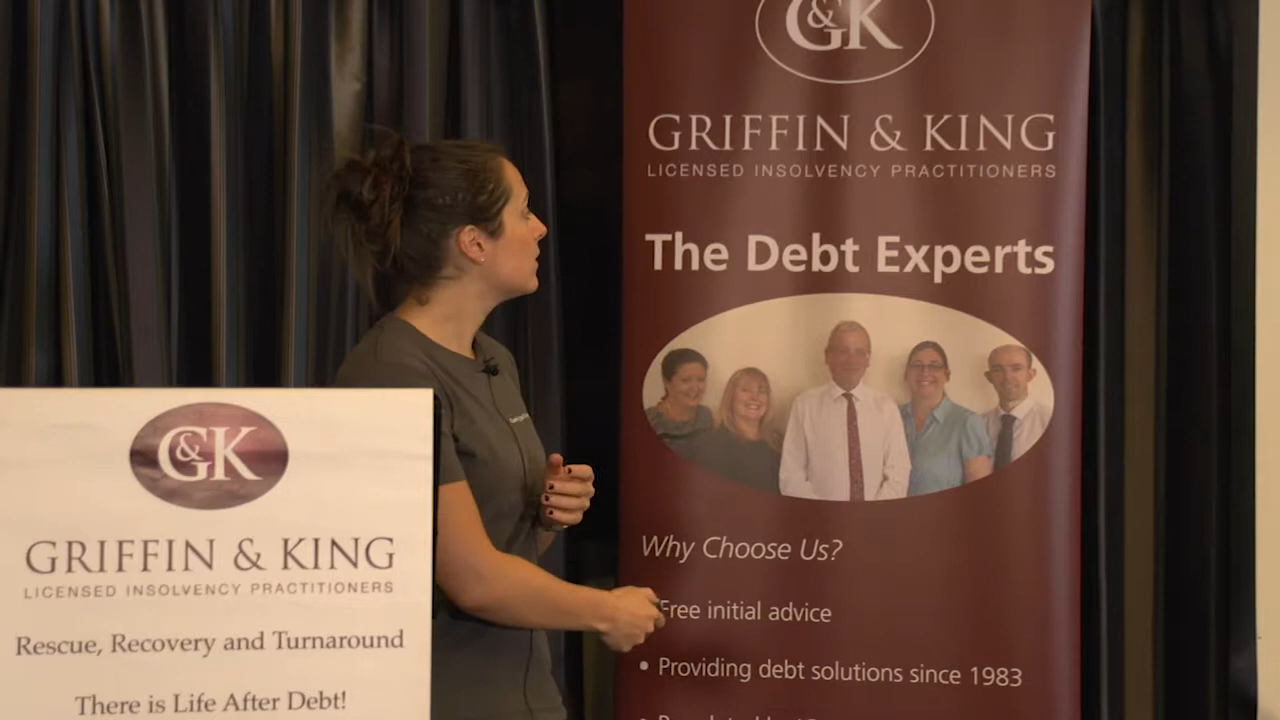 G&K
GRIFFIN & KING
LICENSED INSOLVENCY PRACTITIONERS
The Debt Experts
Why Choose Us?
Free initial advice
• Providing debt solutions since 1983
G&K
GRIFFIN & KING
LICENSED INSOLVENCY PRACTITIONERS
Rescue, Recovery and Turnaround
There is Life After Debt!